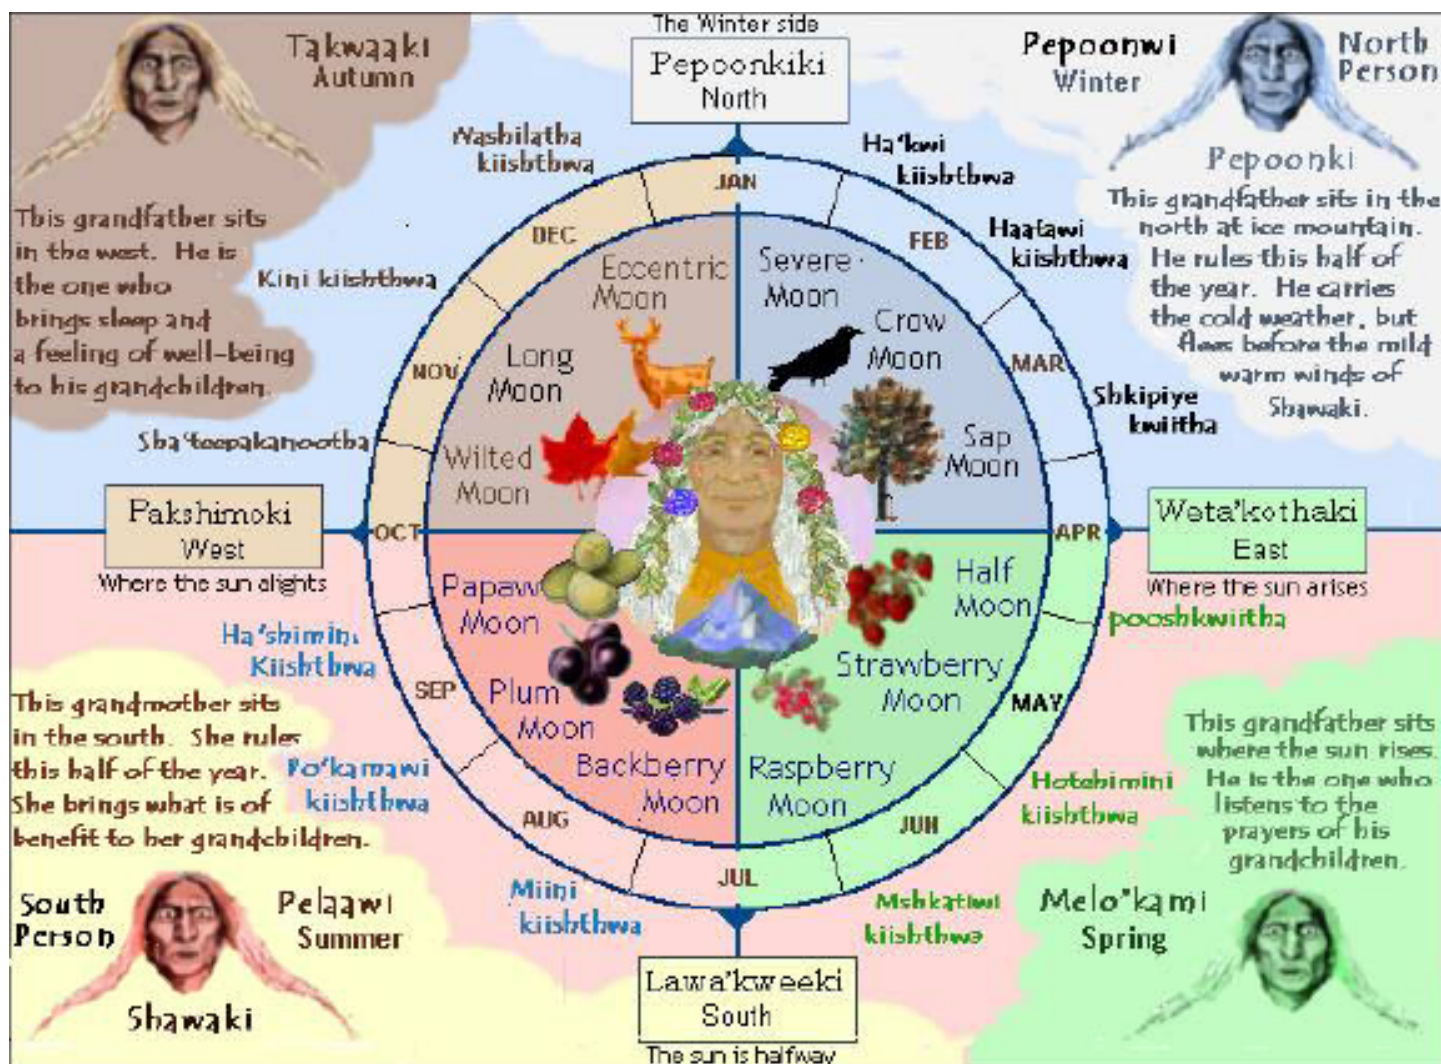 The Winter side
Pepoonkiki
North
Takwaaki
Autumn
This grandfather sits
in the west. He is
the one who
brings sleep and
a feeling of well-being
to his grandchildren.
Pepoonwi
Winter
North
Person
Pepoonki
This grandfather sits in the
north at ice mountain.
He rules this half of
the year. He carries
the cold weather, but
flees before the mild
warm winds of
Shawaki.
Washilatha
kiishthwa
Ha'kwi
kiishthwa
Haatawi
kiishthwa
Shkipiye
kwiitha
Kini kiishthwa
Sha'teepakanootha
JAN
FEB
MAR
APR
MAY
JUN
JUL
AUG
SEP
OCT
NOV
DEC
Eccentric
Moon
Severe
Moon
Crow
Moon
Sap
Moon
Long
Moon
Wilted
Moon
Pakshimoki
West
Where the sun alights
Weta'kothaki
East
Where the sun arises
Papaw
Moon
Plum
Moon
Backberry
Moon
Half
Moon
Strawberry
Moon
Raspberry
Moon
Ha'shimini
Kiishthwa
Po'kamawi
kiishthwa
Miini
kiishthwa
pooshkwiitha
Hotehimini
kiishthwa
Mshkatiwi
kiishthwa
This grandmother sits
in the south. She rules
this half of the year.
She brings what is of
benefit to her grandchildren.
South
Person
Pelaawi
Summer
Shawaki
This grandfather sits
where the sun rises.
He is the one who
listens to the
prayers of his
grandchildren.
Melo'kami
Spring
Lawa'kweeki
South
The sun is halfway